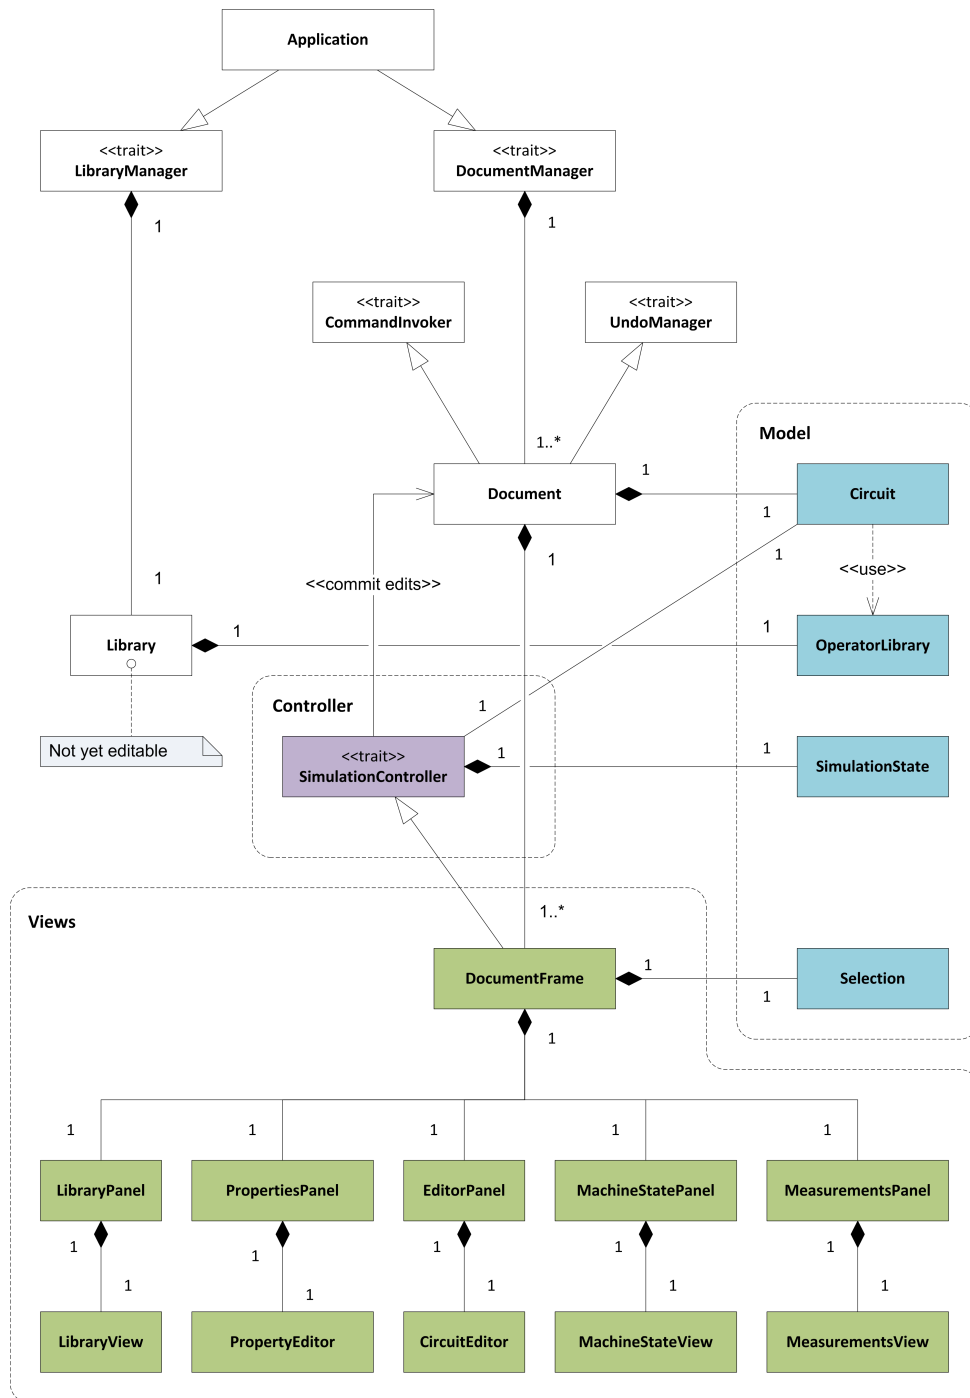 Application
<<trait>>
LibraryManager
<<trait>>
DocumentManager
1
1
<<trait>>
CommandInvoker
<<trait>>
UndoManager
1..*
Model
Document
1
1
Circuit
1
1
<<commit edits>>
<<use>>
1
Library
1
1
OperatorLibrary
Controller
1
Not yet editable
<<trait>>
SimulationController
1
1
SimulationState
Views
1..*
DocumentFrame
1
1
Selection
1
1
1
1
1
1
LibraryPanel
PropertiesPanel
EditorPanel
MachineStatePanel
MeasurementsPanel
1
1
1
1
1
1
1
1
1
1
LibraryView
PropertyEditor
CircuitEditor
MachineStateView
MeasurementsView